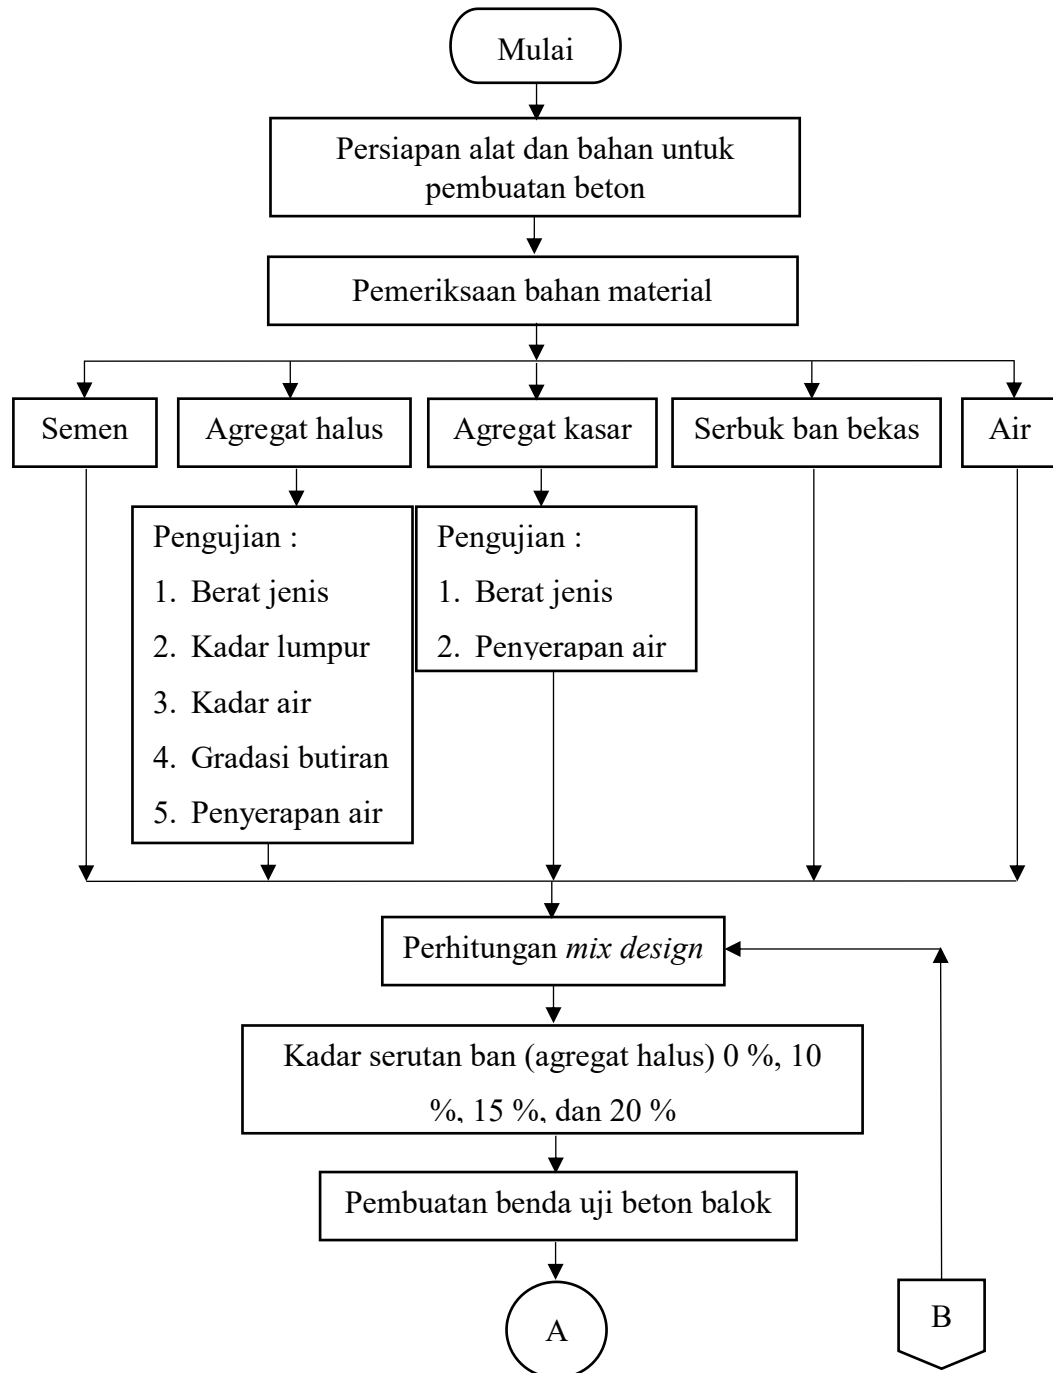 Mulai
Persiapan alat dan bahan untuk
pembuatan beton
Pemeriksaan bahan material
Semen
Agregat halus
Agregat kasar
Serbuk ban bekas
Air
Pengujian :
1. Berat jenis
2. Kadar lumpur
3. Kadar air
4. Gradasi butiran
5. Penyerapan air
Pengujian :
1. Berat jenis
2. Penyerapan air
Perhitungan mix design
Kadar serutan ban (agregat halus) 0 %, 10
%, 15 %, dan 20 %
Pembuatan benda uji beton balok
A
B